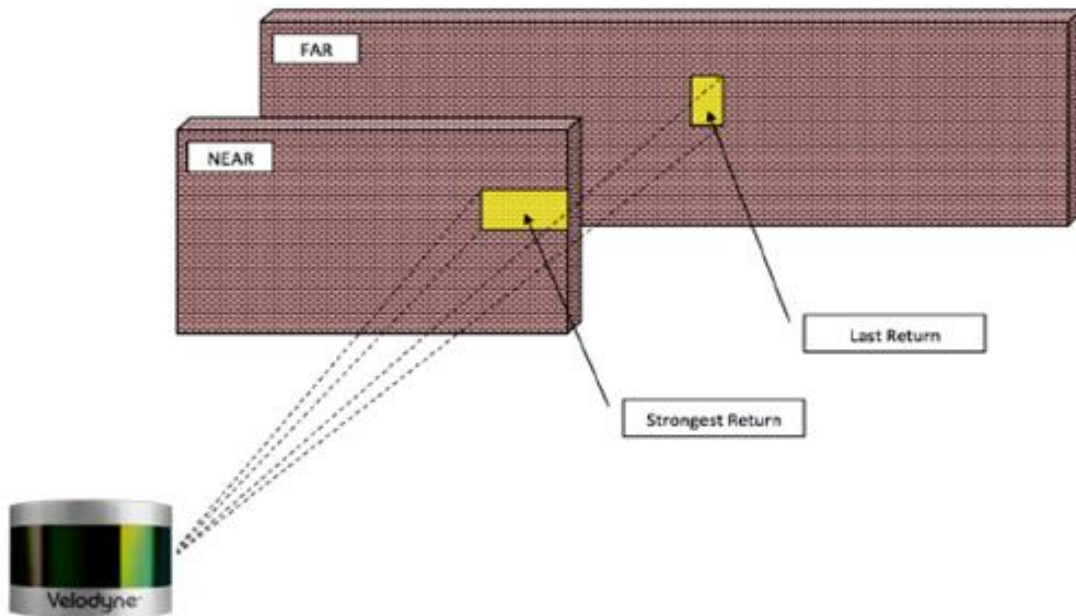 FAR
NEAR
Last Return
Strongest Return
Velodyne